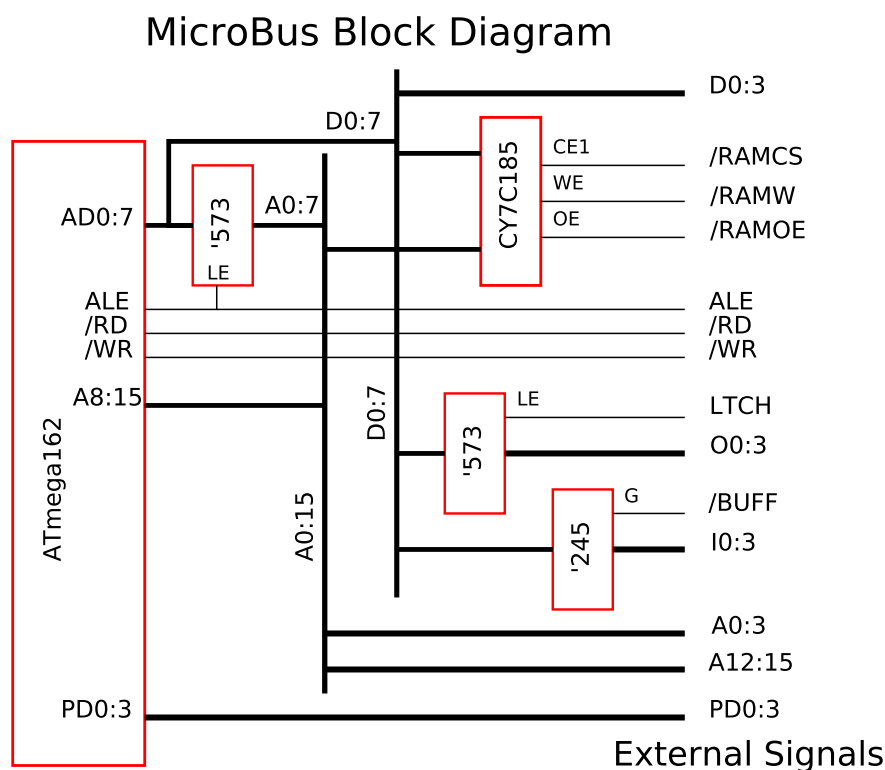 MicroBus Block Diagram
D0:3
D0:7
CE1
/RAMCS
WE
/RAMW
OE
/RAMOE
CY7C185
AD0:7
'573
A0:7
LE
ALE
ALE
/RD
/RD
/WR
/WR
A8:15
D0:7
LE
LTCH
'573
O0:3
ATmega162
A0:15
G
/BUFF
'245
I0:3
A0:3
A12:15
PD0:3
PD0:3
External Signals